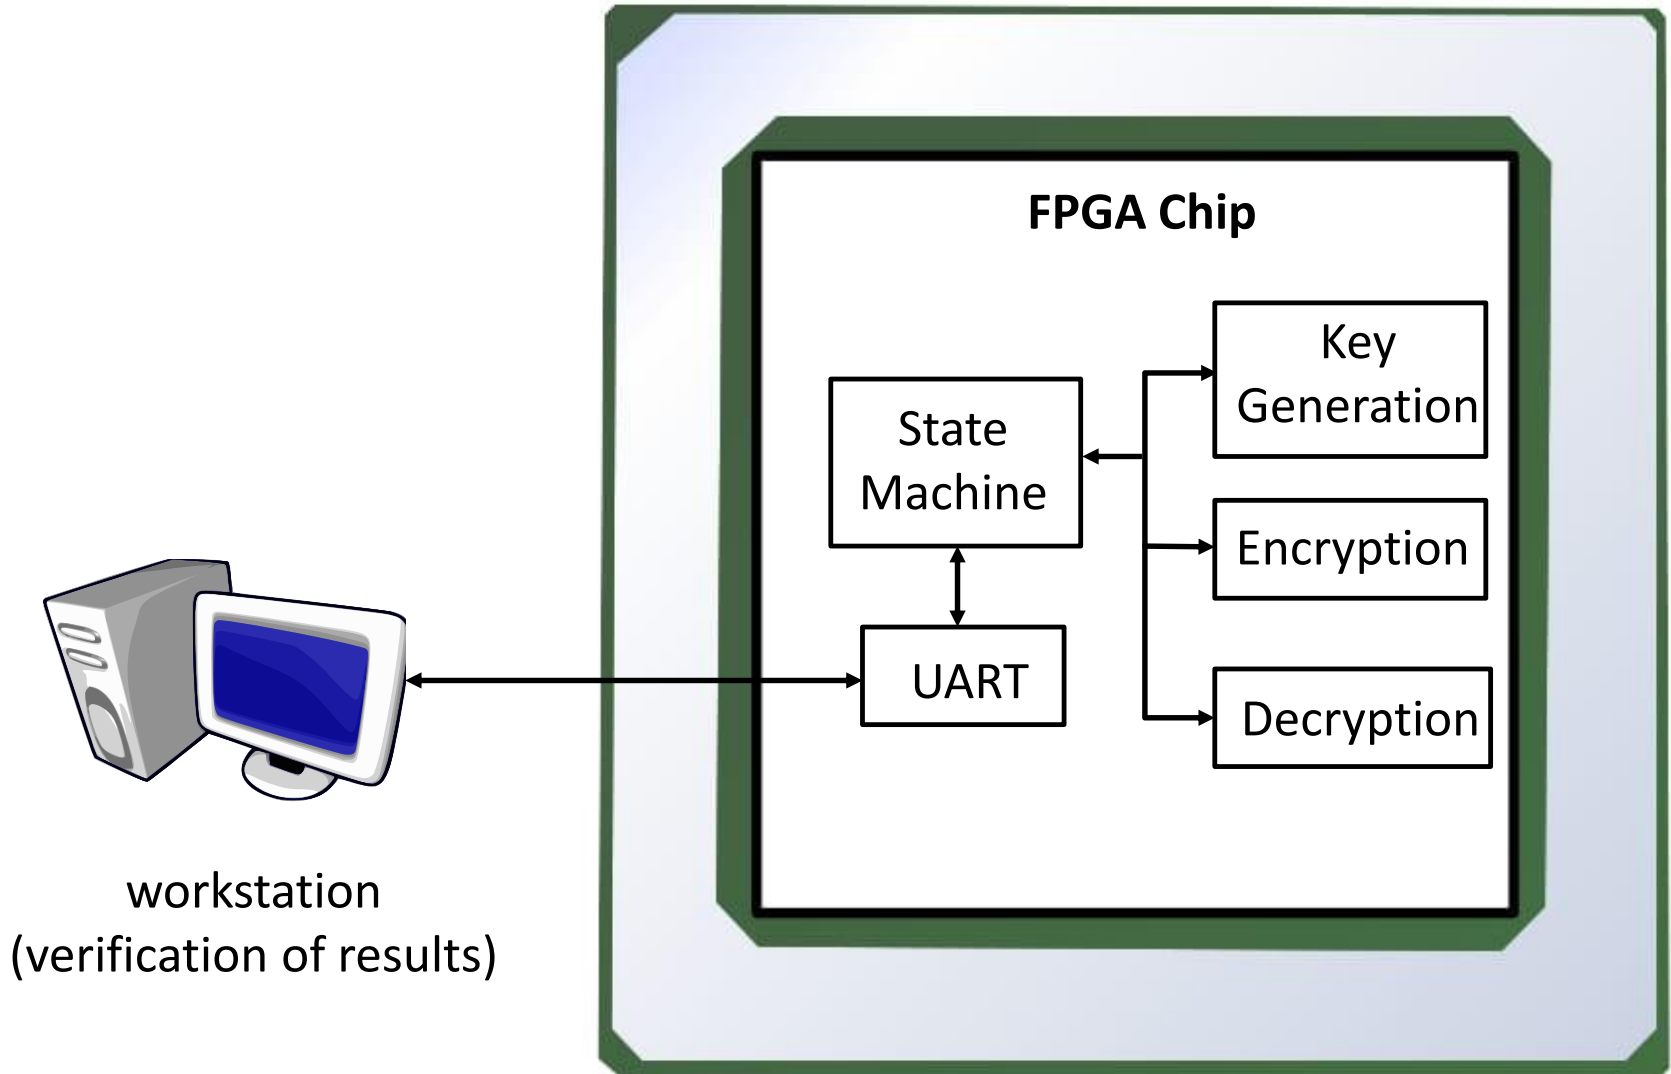 FPGA Chip
Key
Generation
State
Machine
Encryption
UART
Decryption
workstation
(verification of results)